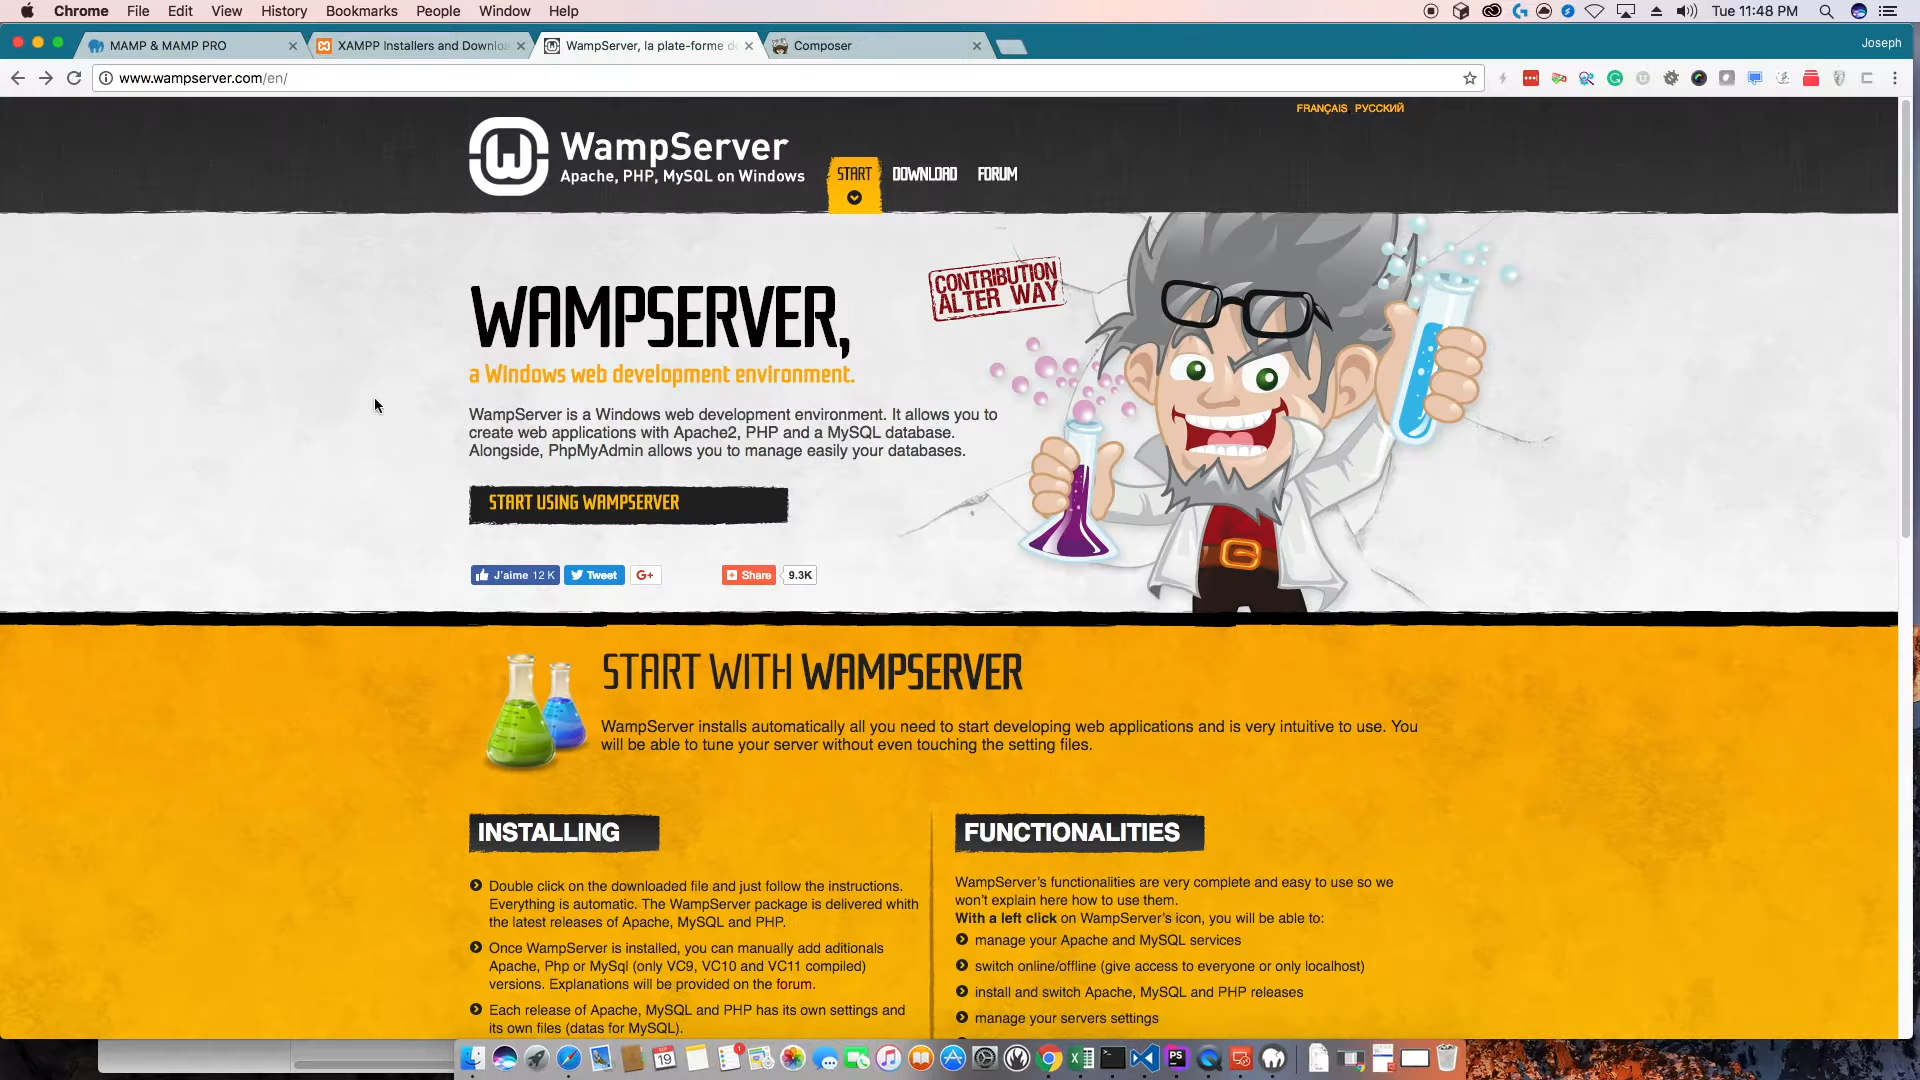 Chrome File Edit View History Bookmarks People Window Help Tue 11:48 PM
MAMP & MAMP PRO XAMPP Installers and Downlo WampServer, la plate-forme d Composer Joseph
www.wampserver.com/en/
FRANÇAIS РУССКИЙ
WampServer
Apache, PHP, MySQL on Windows
START DOWNLOAD FORUM
CONTRIBUTION
ALTER WAY
WAMPSERVER,
a Windows web development environment.
WampServer is a Windows web development environment. It allows you to
create web applications with Apache2, PHP and a MySQL database.
Alongside, PhpMyAdmin allows you to manage easily your databases.
START USING WAMPSERVER
J'aime 12 K Tweet G+ Share 9.3K
START WITH WAMPSERVER
WampServer installs automatically all you need to start developing web applications and is very intuitive to use. You
will be able to tune your server without even touching the setting files.
INSTALLING
Double click on the downloaded file and just follow the instructions.
Everything is automatic. The WampServer package is delivered whith
the latest releases of Apache, MySQL and PHP.
Once WampServer is installed, you can manually add aditionals
Apache, Php or MySql (only VC9, VC10 and VC11 compiled)
versions. Explanations will be provided on the forum.
Each release of Apache, MySQL and PHP has its own settings and
its own files (datas for MySQL).
FUNCTIONALITIES
WampServer's functionalities are very complete and easy to use so we
won't explain here how to use them.
With a left click on WampServer's icon, you will be able to:
manage your Apache and MySQL services
switch online/offline (give access to everyone or only localhost)
install and switch Apache, MySQL and PHP releases
manage your servers settings
19
1
PS